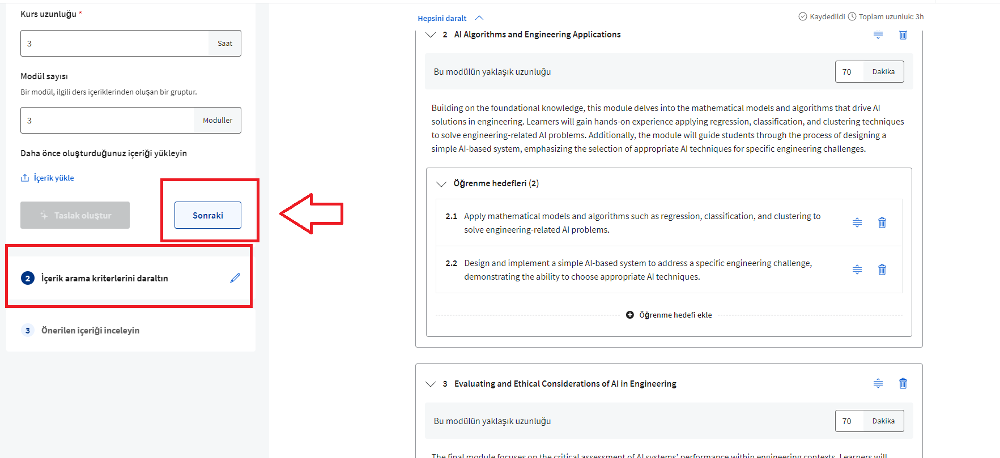 Kurs uzunluğu *
3 Saat
Modül sayısı
Bir modül, ilgili ders içeriklerinden oluşan bir gruptur.
3 Modüller
Daha önce oluşturduğunuz içeriği yükleyin
İçerik yükle
Taslak oluştur
Sonraki
2 İçerik arama kriterlerini daraltın
3 Önerilen içeriği inceleyin
Hepsini daralt
Kaydedildi Toplam uzunluk: 3h
2 AI Algorithms and Engineering Applications
Bu modülün yaklaşık uzunluğu
70 Dakika
Building on the foundational knowledge, this module delves into the mathematical models and algorithms that drive AI
solutions in engineering. Learners will gain hands-on experience applying regression, classification, and clustering techniques
to solve engineering-related AI problems. Additionally, the module will guide students through the process of designing a
simple AI-based system, emphasizing the selection of appropriate AI techniques for specific engineering challenges.
Öğrenme hedefleri (2)
2.1 Apply mathematical models and algorithms such as regression, classification, and clustering to
solve engineering-related AI problems.
2.2 Design and implement a simple AI-based system to address a specific engineering challenge,
demonstrating the ability to choose appropriate AI techniques.
Öğrenme hedefi ekle
3 Evaluating and Ethical Considerations of AI in Engineering
Bu modülün yaklaşık uzunluğu
70 Dakika
The final module focuses on the critical assessment of AI systems' performance within engineering contexts. Learners will